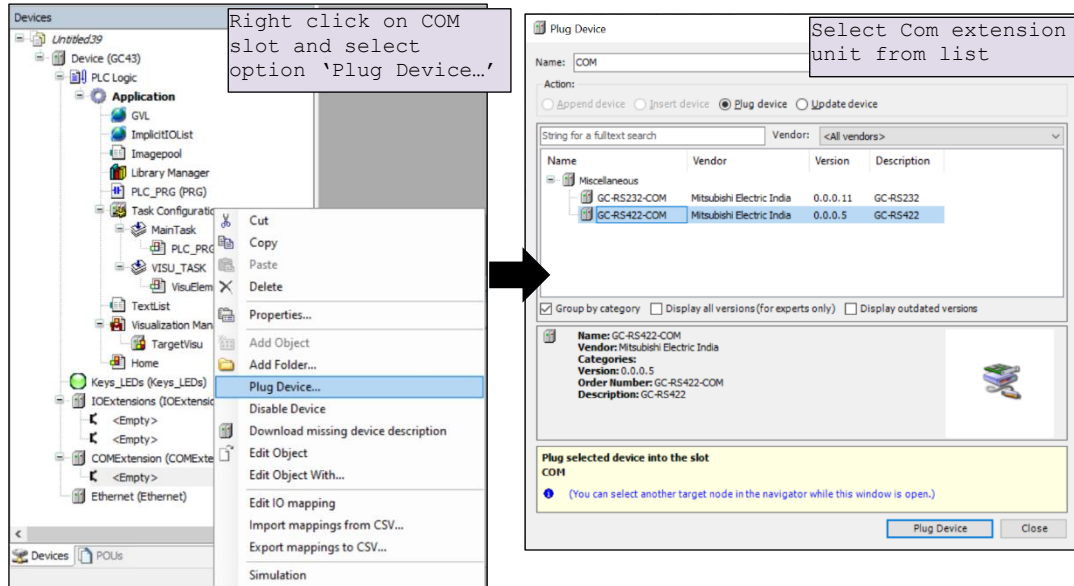 Devices
Right click on COM
slot and select
option ‘Plug Device…’
Untitled39
Device (GC43)
PLC Logic
Application
GVL
ImplicitIOList
Imagepool
Library Manager
PLC_PRG (PRG)
Task Configuratio
MainTask
PLC_PRG
VISU_TASK
VisuElem
TextList
Visualization Man
TargetVisu
Home
Keys_LEDs (Keys_LEDs)
IOExtensions (IOExtensio
<Empty>
<Empty>
COMExtension (COMExte
<Empty>
Ethernet (Ethernet)
Devices
POUs
Cut
Copy
Paste
Delete
Properties...
Add Object
Add Folder...
Plug Device...
Disable Device
Download missing device description
Edit Object
Edit Object With...
Edit IO mapping
Import mappings from CSV...
Export mappings to CSV...
Simulation
Plug Device
Select Com extension
unit from list
Name: COM
Action:
Append device Insert device Plug device Update device
String for a fulltext search Vendor: <All vendors>
Name Vendor Version Description
Miscellaneous
GC-RS232-COM Mitsubishi Electric India 0.0.0.11 GC-RS232
GC-RS422-COM Mitsubishi Electric India 0.0.0.5 GC-RS422
Group by category Display all versions (for experts only) Display outdated versions
Name: GC-RS422-COM
Vendor: Mitsubishi Electric India
Categories:
Version: 0.0.0.5
Order Number: GC-RS422-COM
Description: GC-RS422
Plug selected device into the slot
COM
(You can select another target node in the navigator while this window is open.)
Plug Device Close